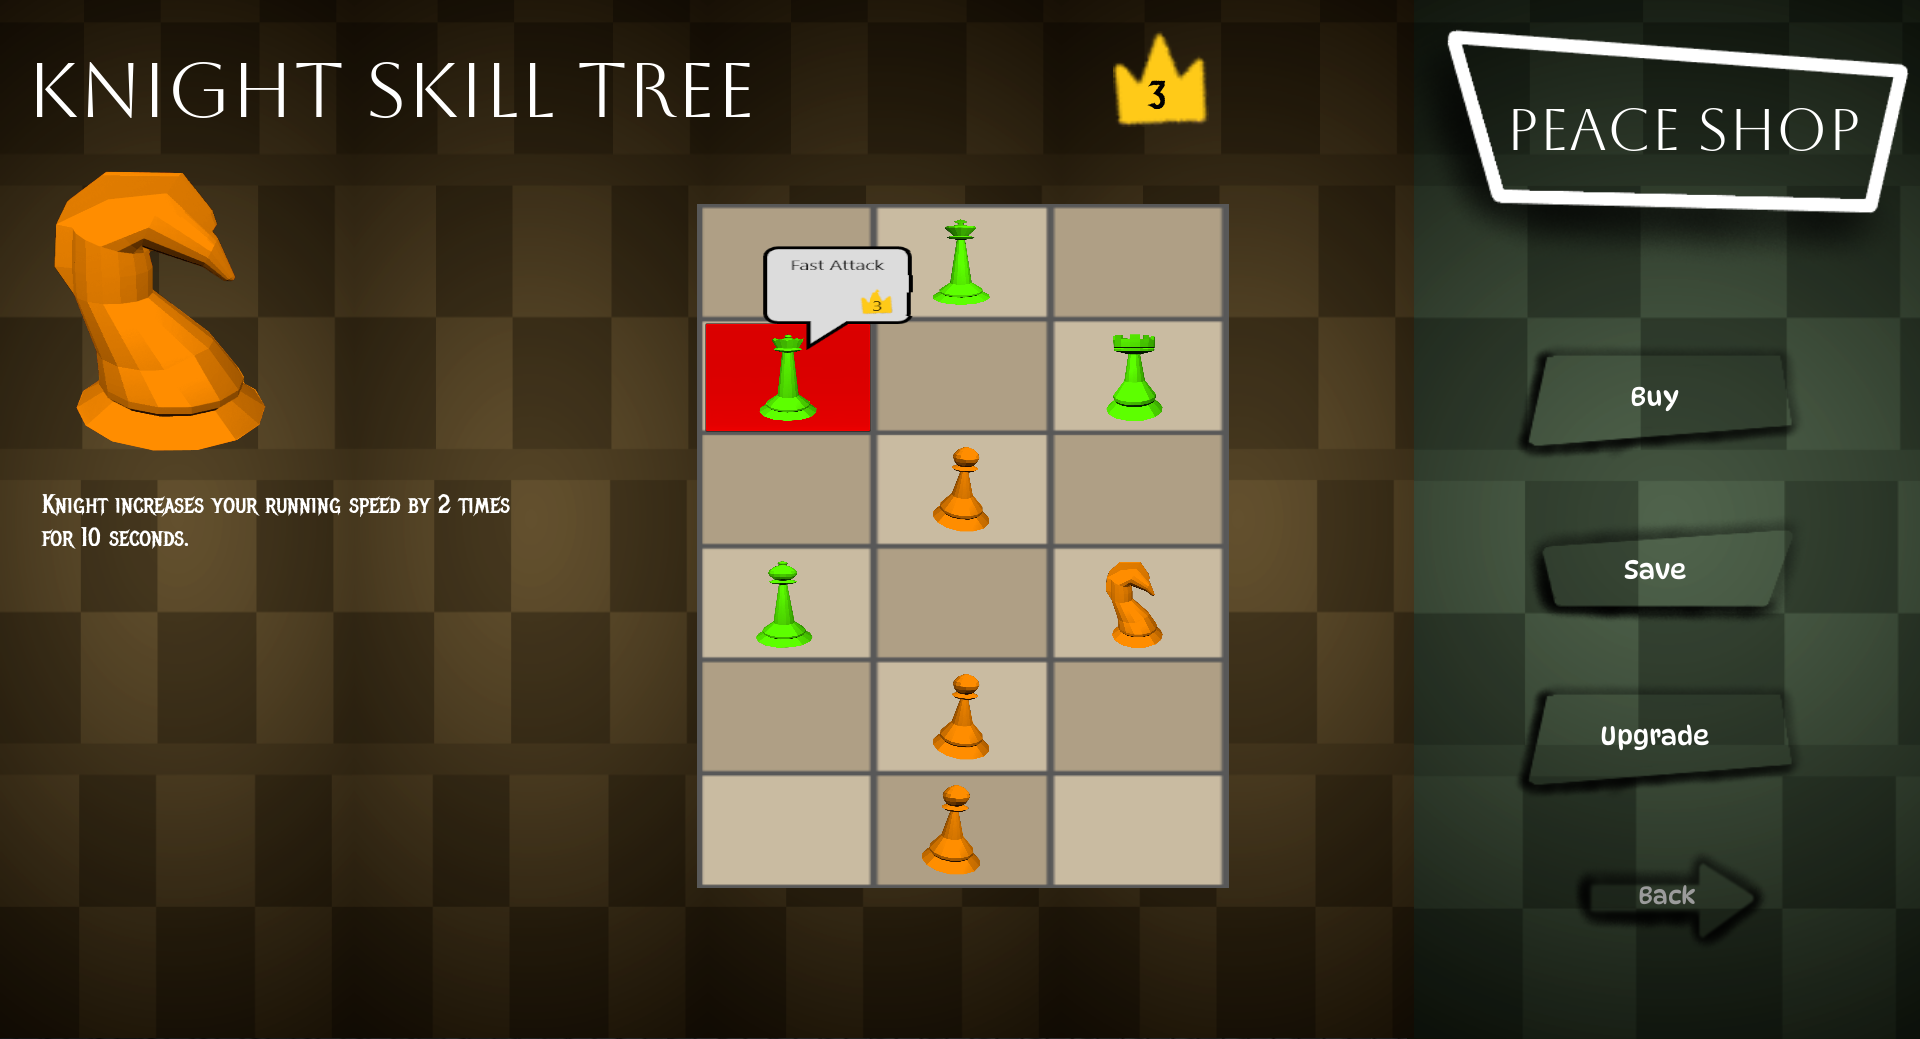 KNIGHT SKILL TREE
3
PEACE SHOP
Fast Attack
3
Knight increases your running speed by 2 times
for 10 seconds.
Buy
Save
Upgrade
Back